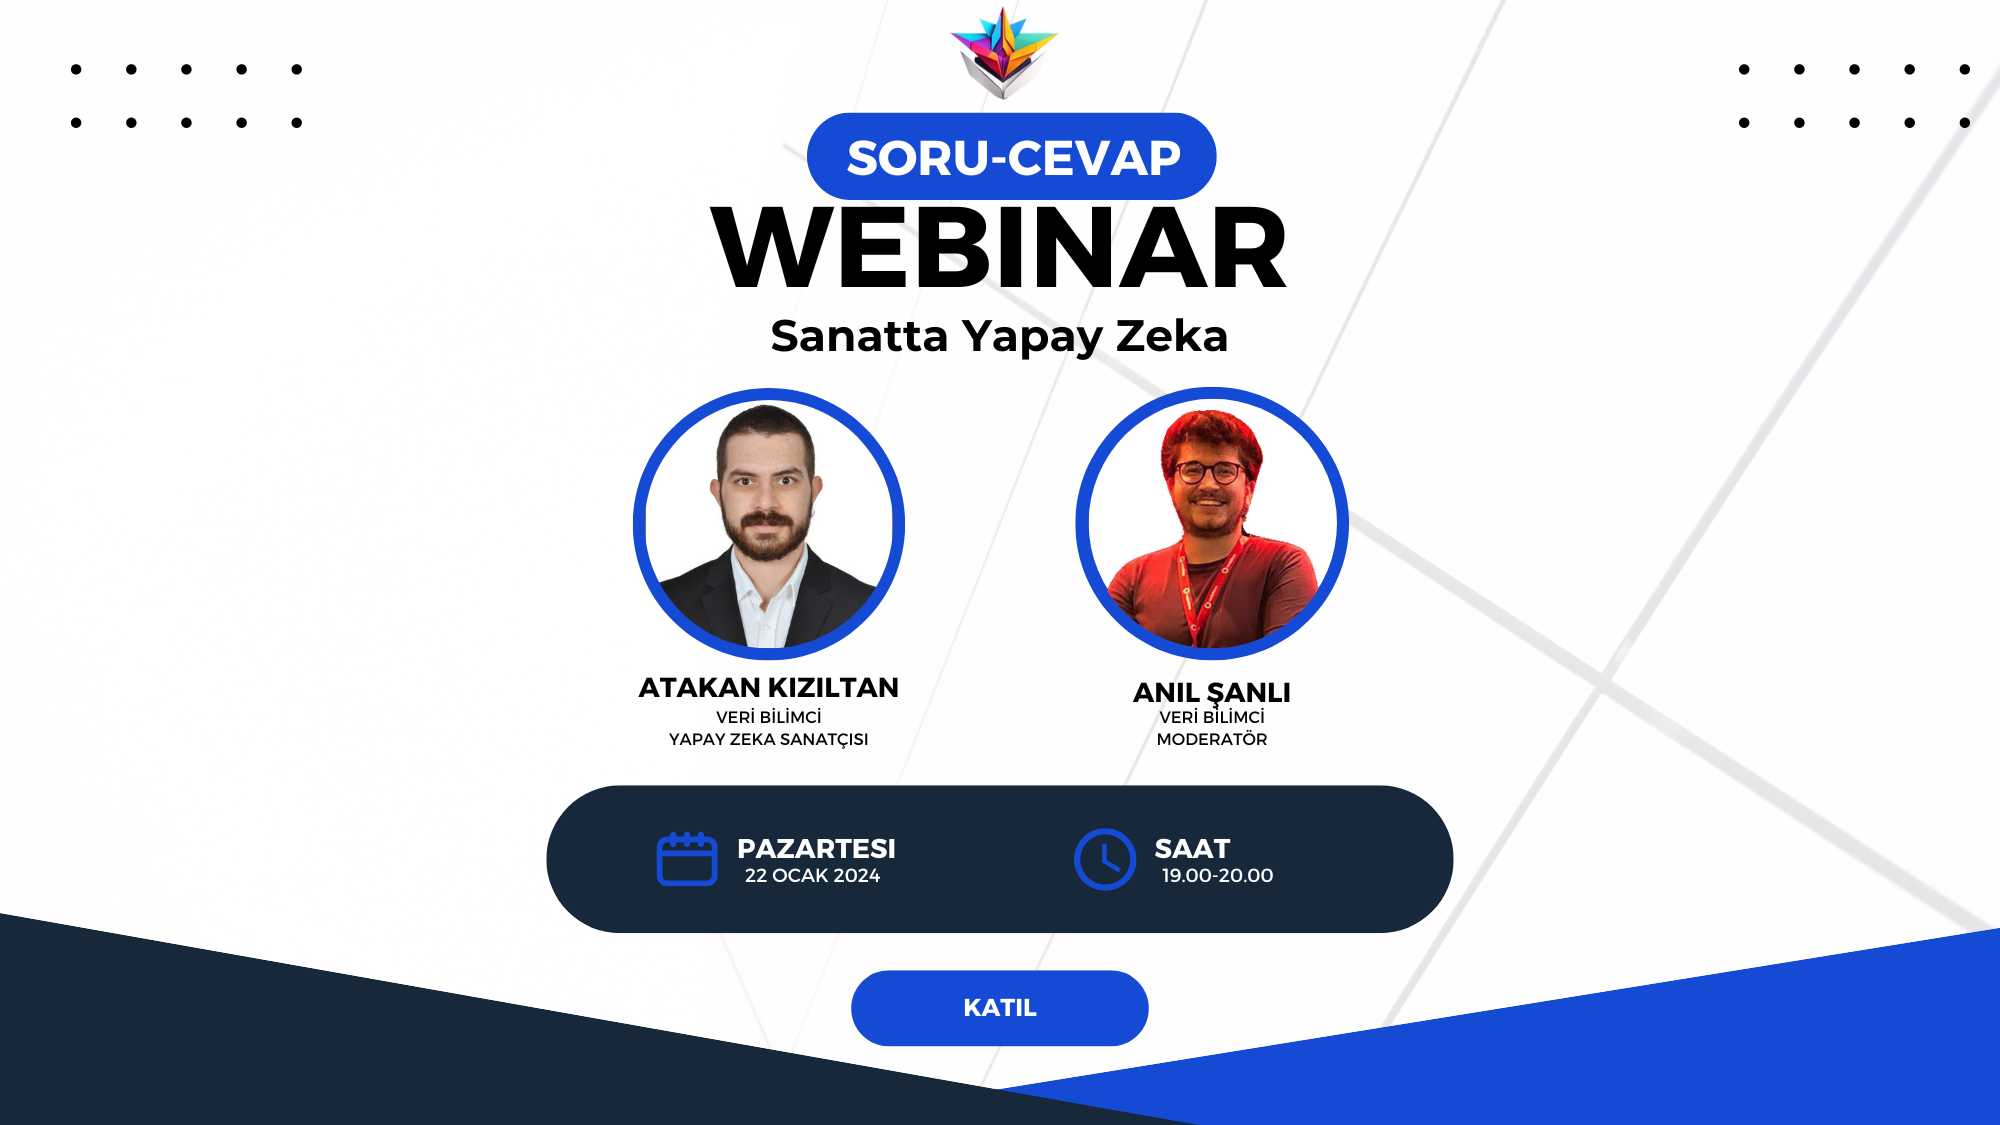 SORU-CEVAP
WEBINAR
Sanatta Yapay Zeka
ATAKAN KIZILTAN
VERİ BİLİMCİ
YAPAY ZEKA SANATÇISI
ANIL ŞANLI
VERİ BİLİMCİ
MODERATÖR
PAZARTESI
22 OCAK 2024
SAAT
19.00-20.00
KATIL